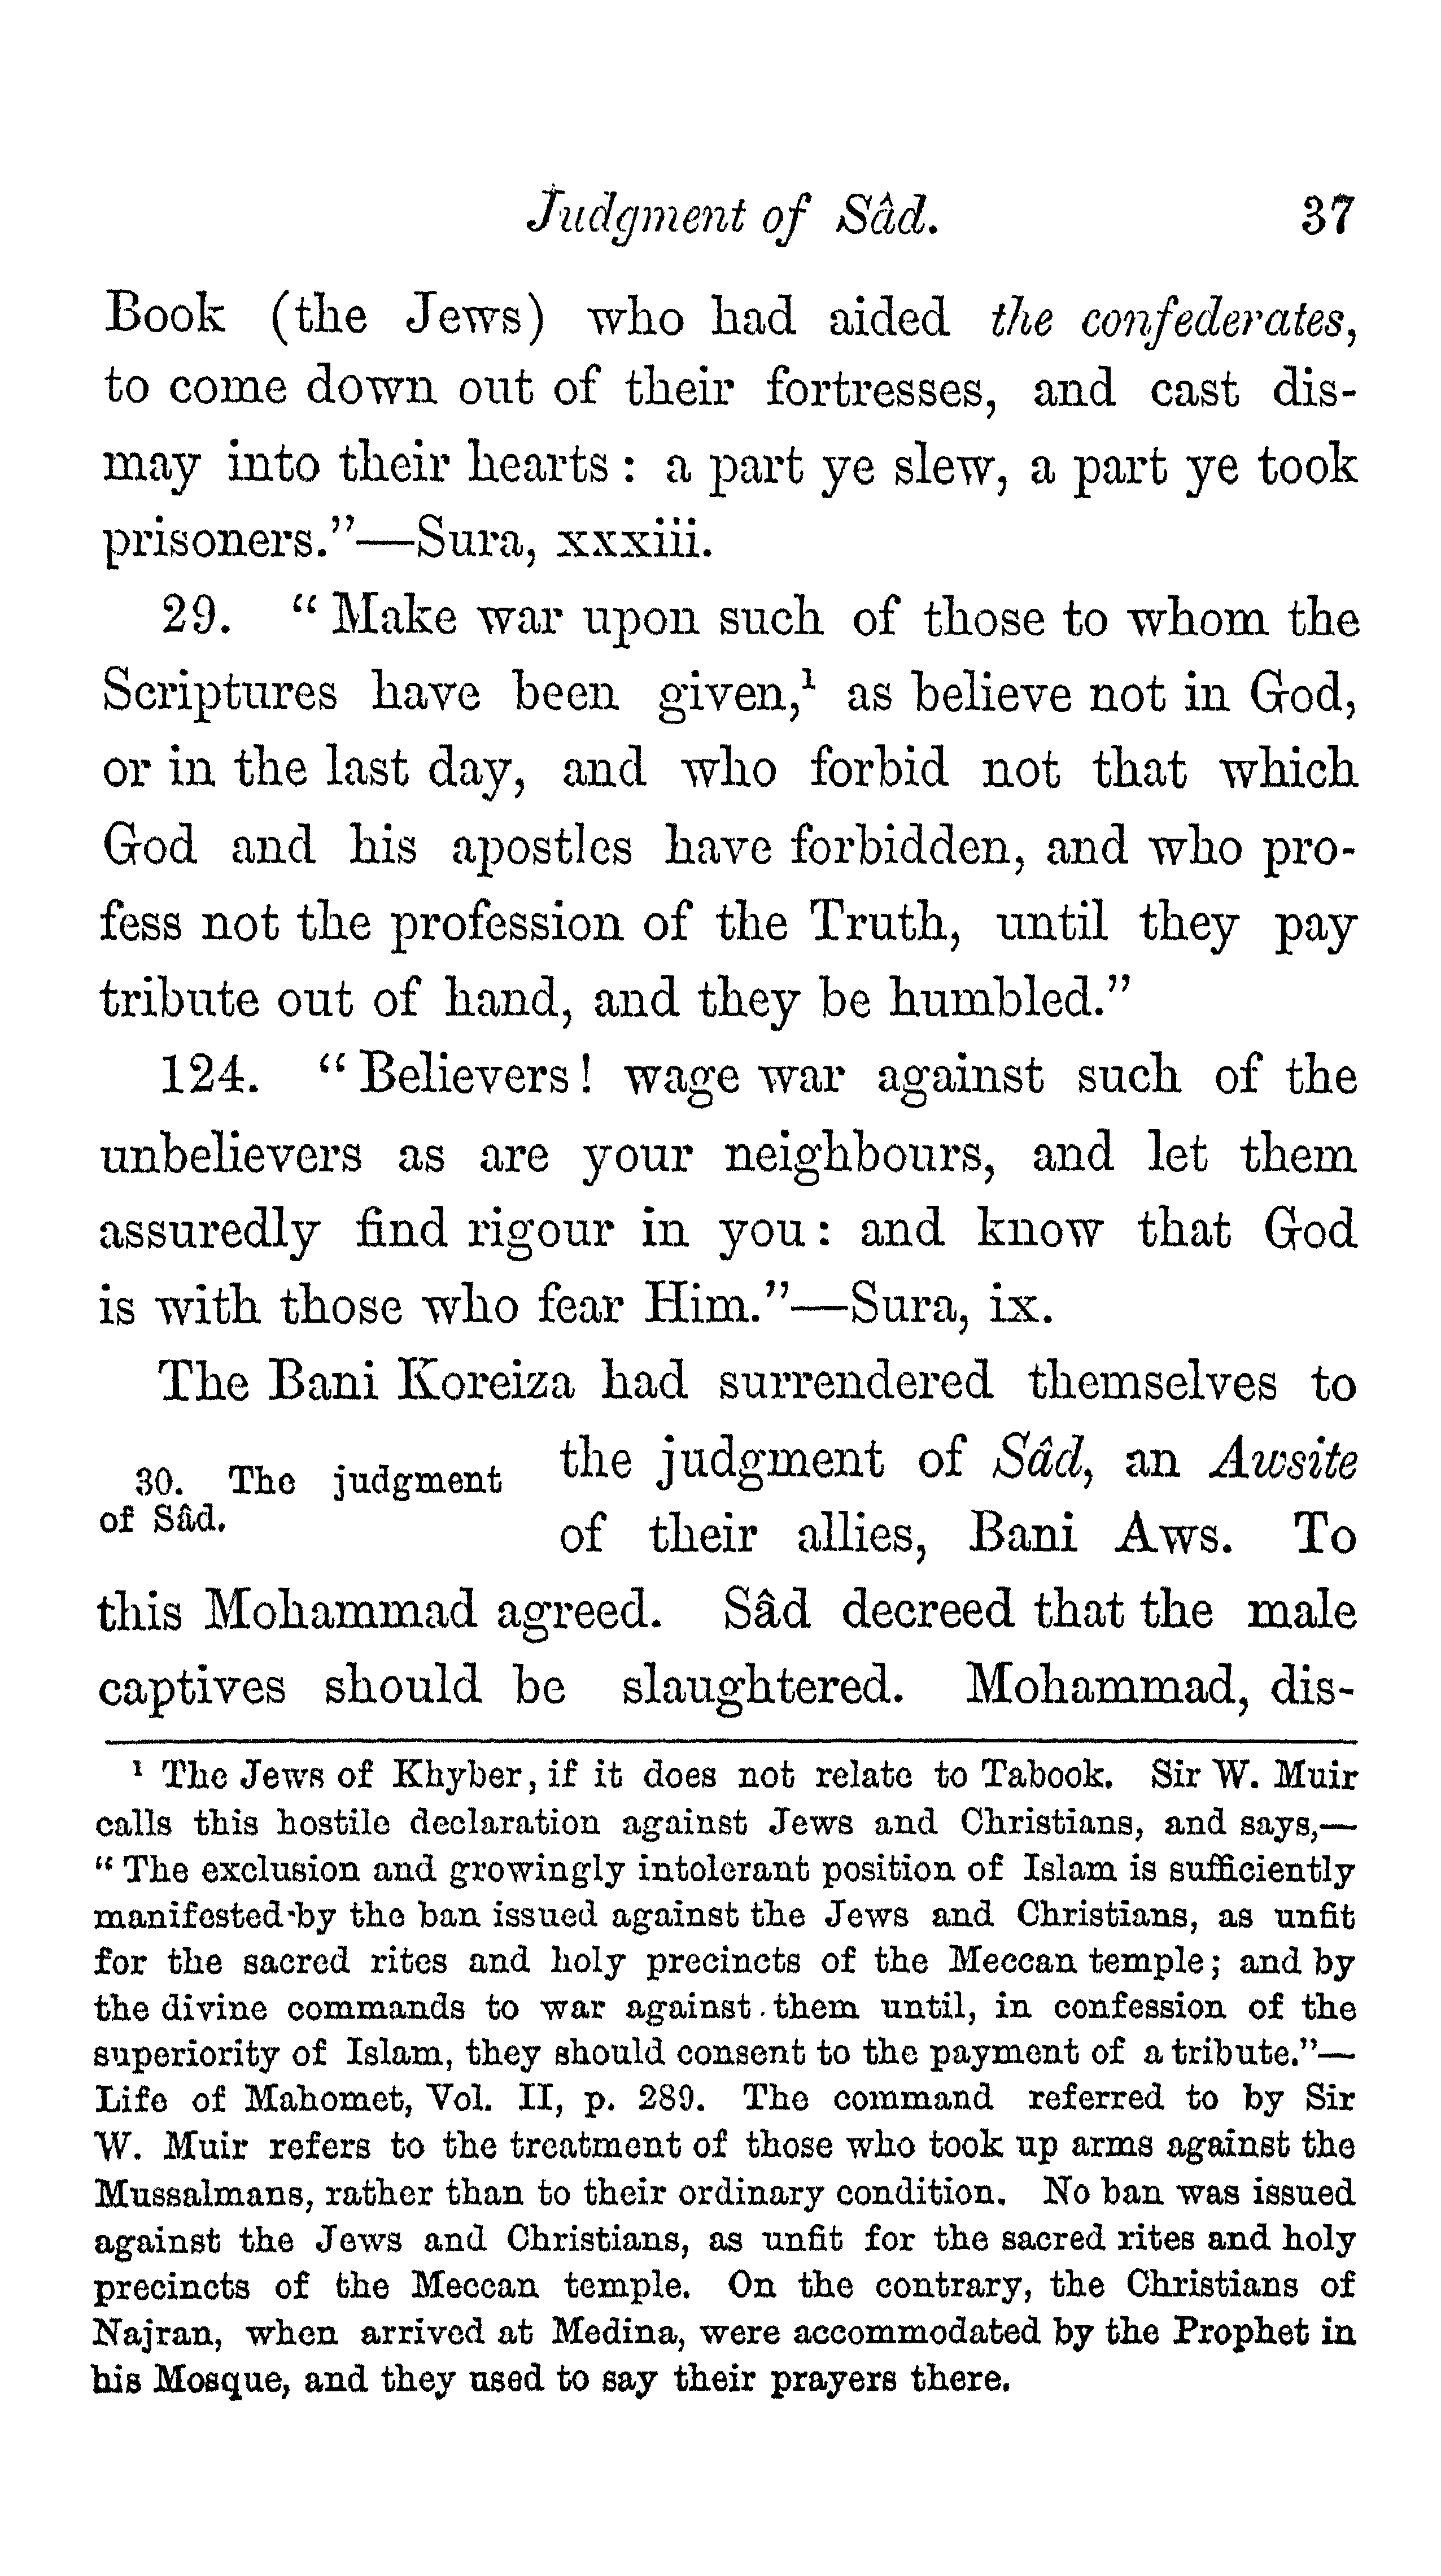 Judgment of Sâd. 37
Book (the Jews) who had aided the confederates,
to come down out of their fortresses, and cast dis-
may into their hearts : a part ye slew, a part ye took
prisoners."—Sura, xxxiii.
29. "Make war upon such of those to whom the
Scriptures have been given,¹ as believe not in God,
or in the last day, and who forbid not that which
God and his apostles have forbidden, and who pro-
fess not the profession of the Truth, until they pay
tribute out of hand, and they be humbled."
124. "Believers! wage war against such of the
unbelievers as are your neighbours, and let them
assuredly find rigour in you: and know that God
is with those who fear Him."—Sura, ix.
The Bani Koreiza had surrendered themselves to
30. The judgment
of Sâd.
the judgment of Sâd, an Awsite
of their allies, Bani Aws. To
this Mohammad agreed. Sâd decreed that the male
captives should be slaughtered. Mohammad, dis-
¹ The Jews of Khyber, if it does not relate to Tabook. Sir W. Muir
calls this hostile declaration against Jews and Christians, and says,—
"The exclusion and growingly intolerant position of Islam is sufficiently
manifested by the ban issued against the Jews and Christians, as unfit
for the sacred rites and holy precincts of the Meccan temple; and by
the divine commands to war against them until, in confession of the
superiority of Islam, they should consent to the payment of a tribute."—
Life of Mahomet, Vol. II, p. 289. The command referred to by Sir
W. Muir refers to the treatment of those who took up arms against the
Mussalmans, rather than to their ordinary condition. No ban was issued
against the Jews and Christians, as unfit for the sacred rites and holy
precincts of the Meccan temple. On the contrary, the Christians of
Najran, when arrived at Medina, were accommodated by the Prophet in
his Mosque, and they used to say their prayers there.